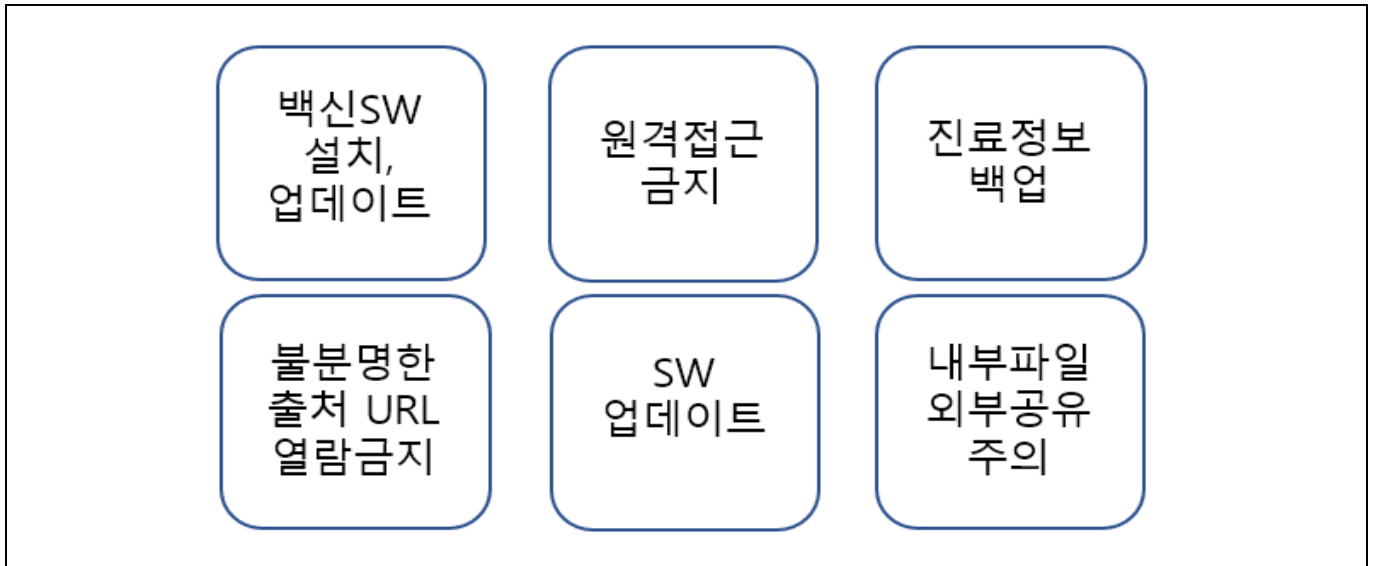 백신SW
설치,
업데이트
원격접근
금지
진료정보
백업
불분명한
출처 URL
열람금지
SW
업데이트
내부파일
외부공유
주의